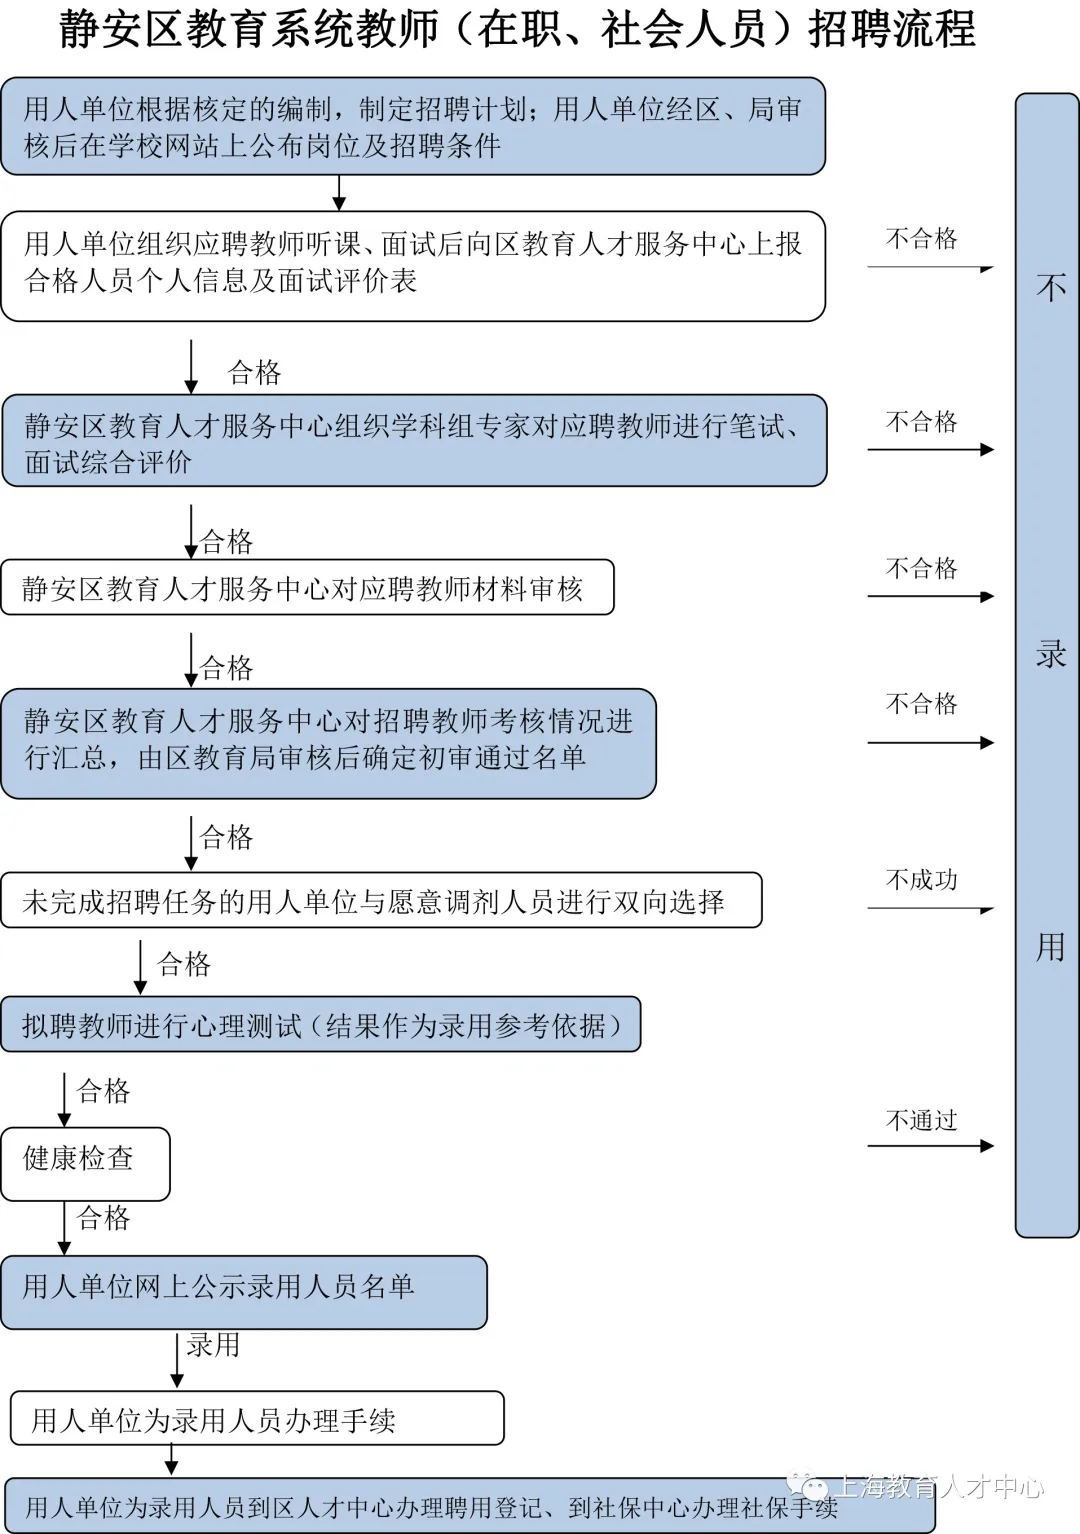 静安区教育系统教师（在职、社会人员）招聘流程
用人单位根据核定的编制，制定招聘计划；用人单位经区、局审
核后在学校网站上公布岗位及招聘条件
用人单位组织应聘教师听课、面试后向区教育人才服务中心上报
合格人员个人信息及面试评价表
不合格
合格
静安区教育人才服务中心组织学科组专家对应聘教师进行笔试、
面试综合评价
不合格
合格
静安区教育人才服务中心对应聘教师材料审核
不合格
合格
静安区教育人才服务中心对招聘教师考核情况进
行汇总，由区教育局审核后确定初审通过名单
不合格
合格
未完成招聘任务的用人单位与愿意调剂人员进行双向选择
不成功
合格
拟聘教师进行心理测试（结果作为录用参考依据）
合格
健康检查
不通过
合格
用人单位网上公示录用人员名单
录用
用人单位为录用人员办理手续
用人单位为录用人员到区人才中心办理聘用登记、到社保中心办理社保手续
不
录
用
上海教育人才中心